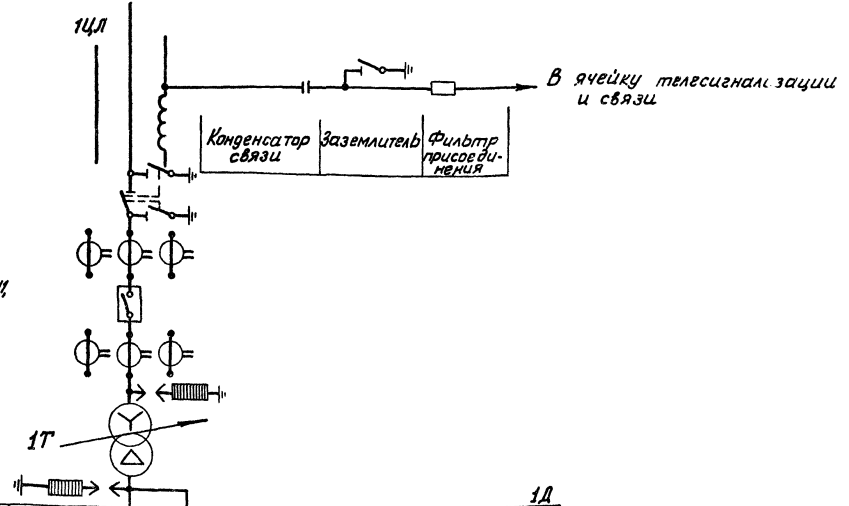 1ЦЛ
В ячейку телесигнализации
и связи
Конденсатор
связи
Заземлитель
Фильтр
присоеди-
нения
1Т
1Д